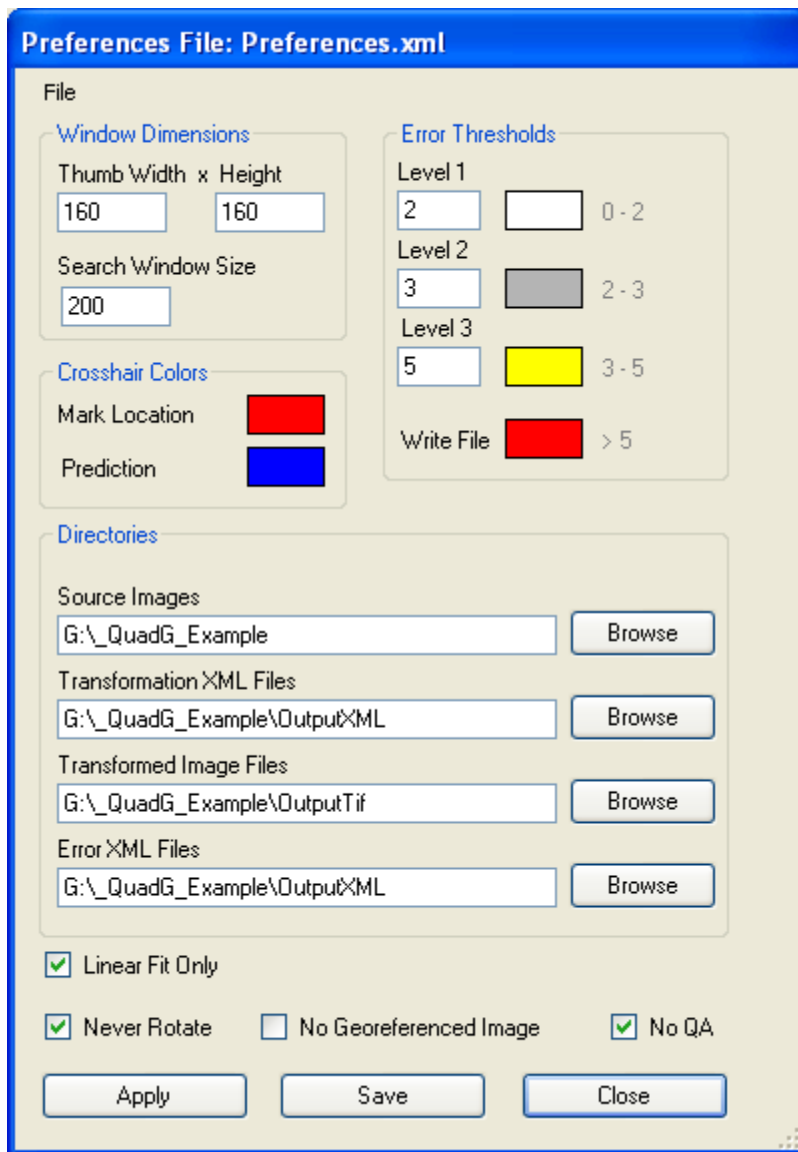 Preferences File: Preferences.xml
File
Window Dimensions
Thumb Width x Height
160 160
Search Window Size
200
Crosshair Colors
Mark Location
Prediction
Error Thresholds
Level 1
2 0 - 2
Level 2
3 2 - 3
Level 3
5 3 - 5
Write File > 5
Directories
Source Images
G:\_QuadG_Example Browse
Transformation XML Files
G:\_QuadG_Example\OutputXML Browse
Transformed Image Files
G:\_QuadG_Example\OutputTif Browse
Error XML Files
G:\_QuadG_Example\OutputXML Browse
Linear Fit Only
Never Rotate No Georeferenced Image No QA
Apply Save Close